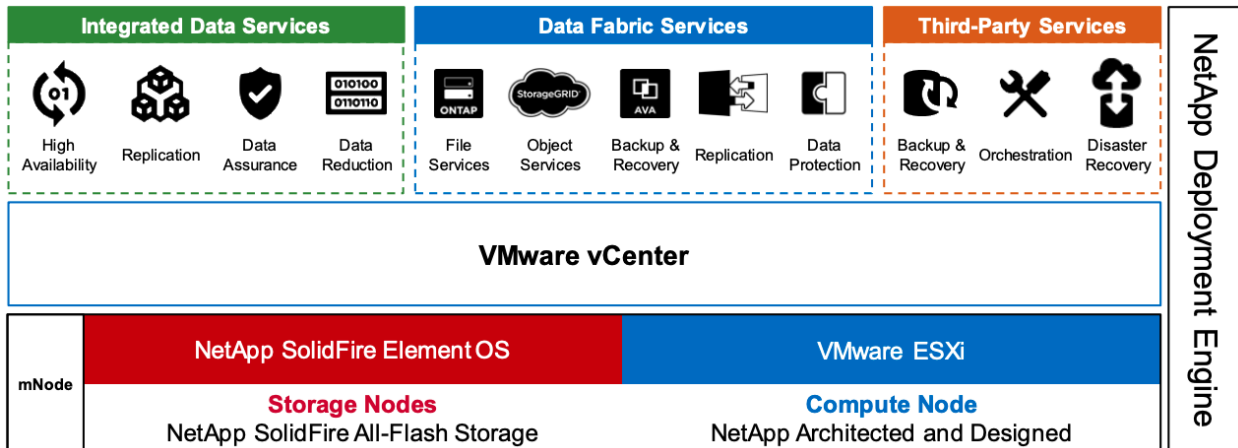 Integrated Data Services
01
High
Availability
Replication
Data
Assurance
010100
0110110
Data
Reduction
Data Fabric Services
ONTAP
File
Services
StorageGRID®
Object
Services
AVA
Backup &
Recovery
Replication
Data
Protection
Third-Party Services
Backup &
Recovery
Orchestration
Disaster
Recovery
NetApp Deployment Engine
VMware vCenter
mNode
NetApp SolidFire Element OS
Storage Nodes
NetApp SolidFire All-Flash Storage
VMware ESXi
Compute Node
NetApp Architected and Designed